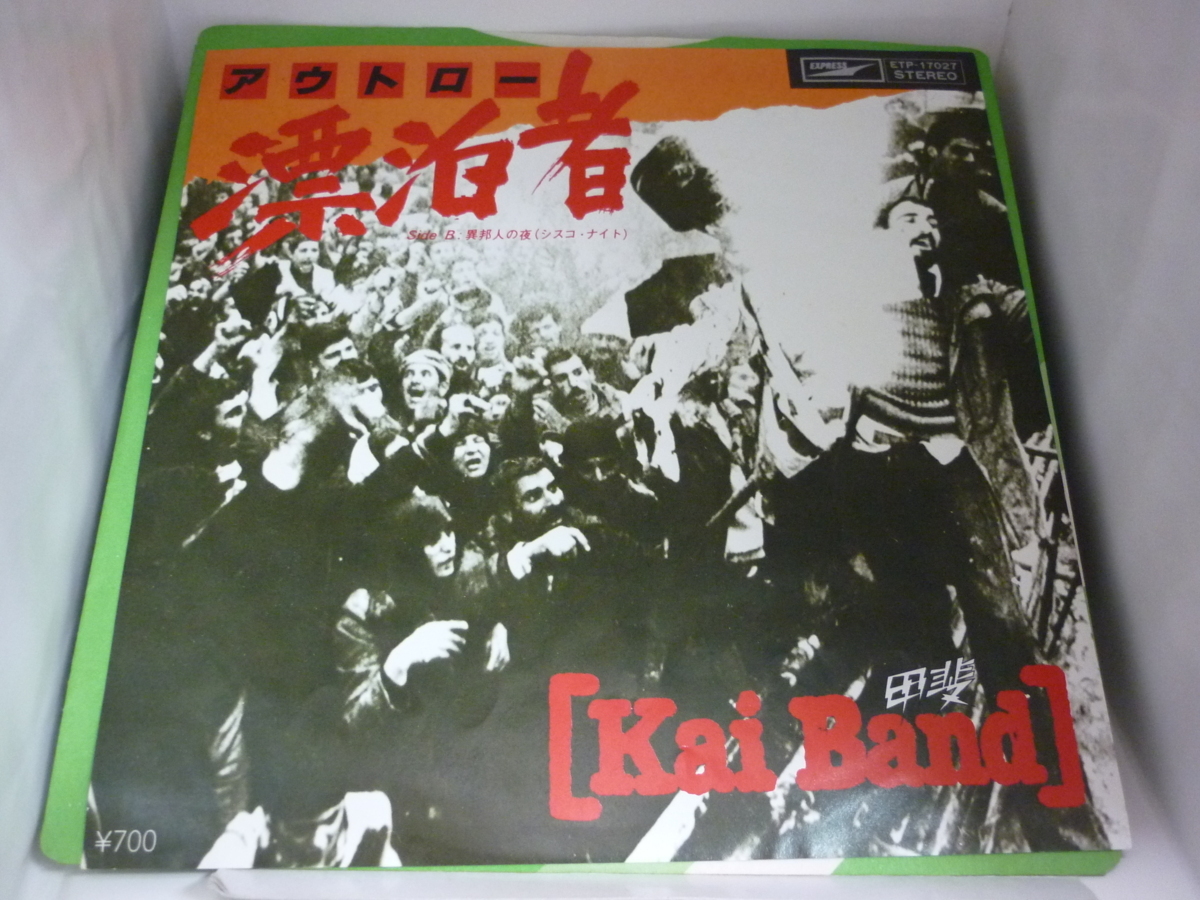 アウトロー
漂泊者
Side B: 異邦人の夜(シスコ・ナイト)
EXPRESS
ETP-17027
STEREO
甲斐
[Kai Band]
¥700